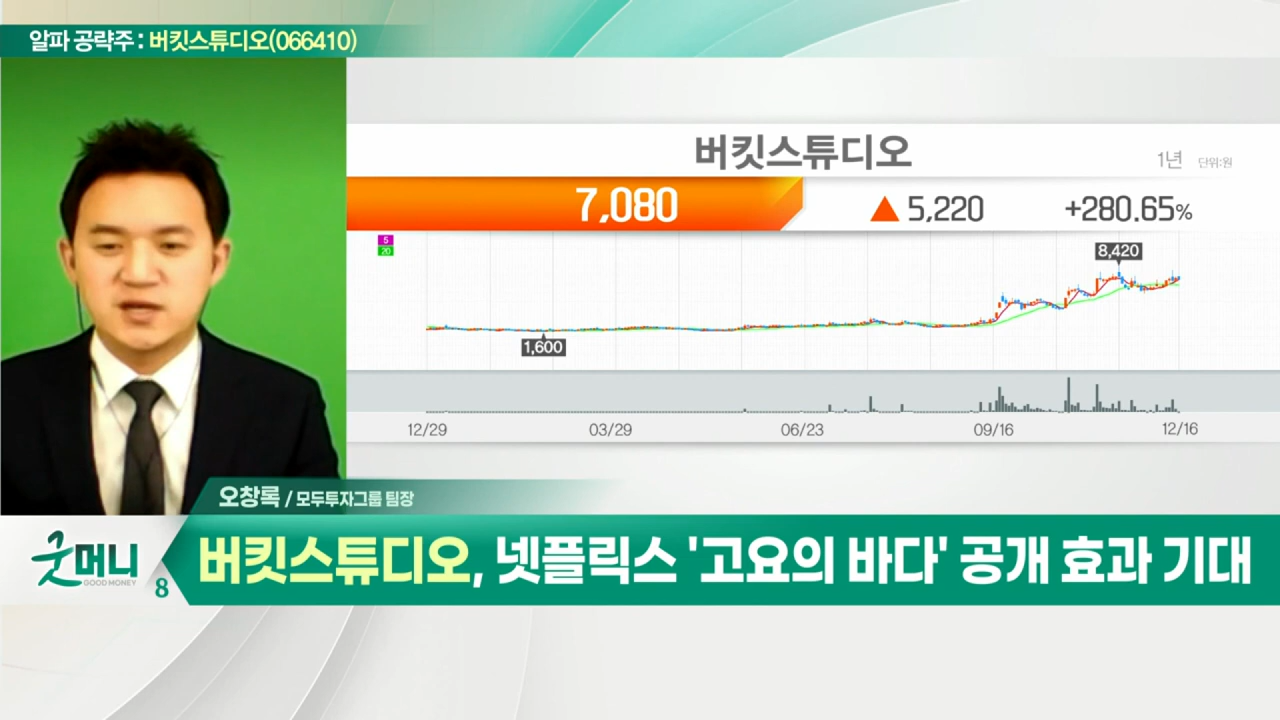 알파 공략주 : 버킷스튜디오(066410)
버킷스튜디오
1년 단위:원
7,080
▲ 5,220 +280.65%
5
20
8,420
1,600
12/29 03/29 06/23 09/16 12/16
오창록 / 모두투자그룹 팀장
굿머니
GOOD MONEY
8
버킷스튜디오, 넷플릭스 '고요의 바다' 공개 효과 기대